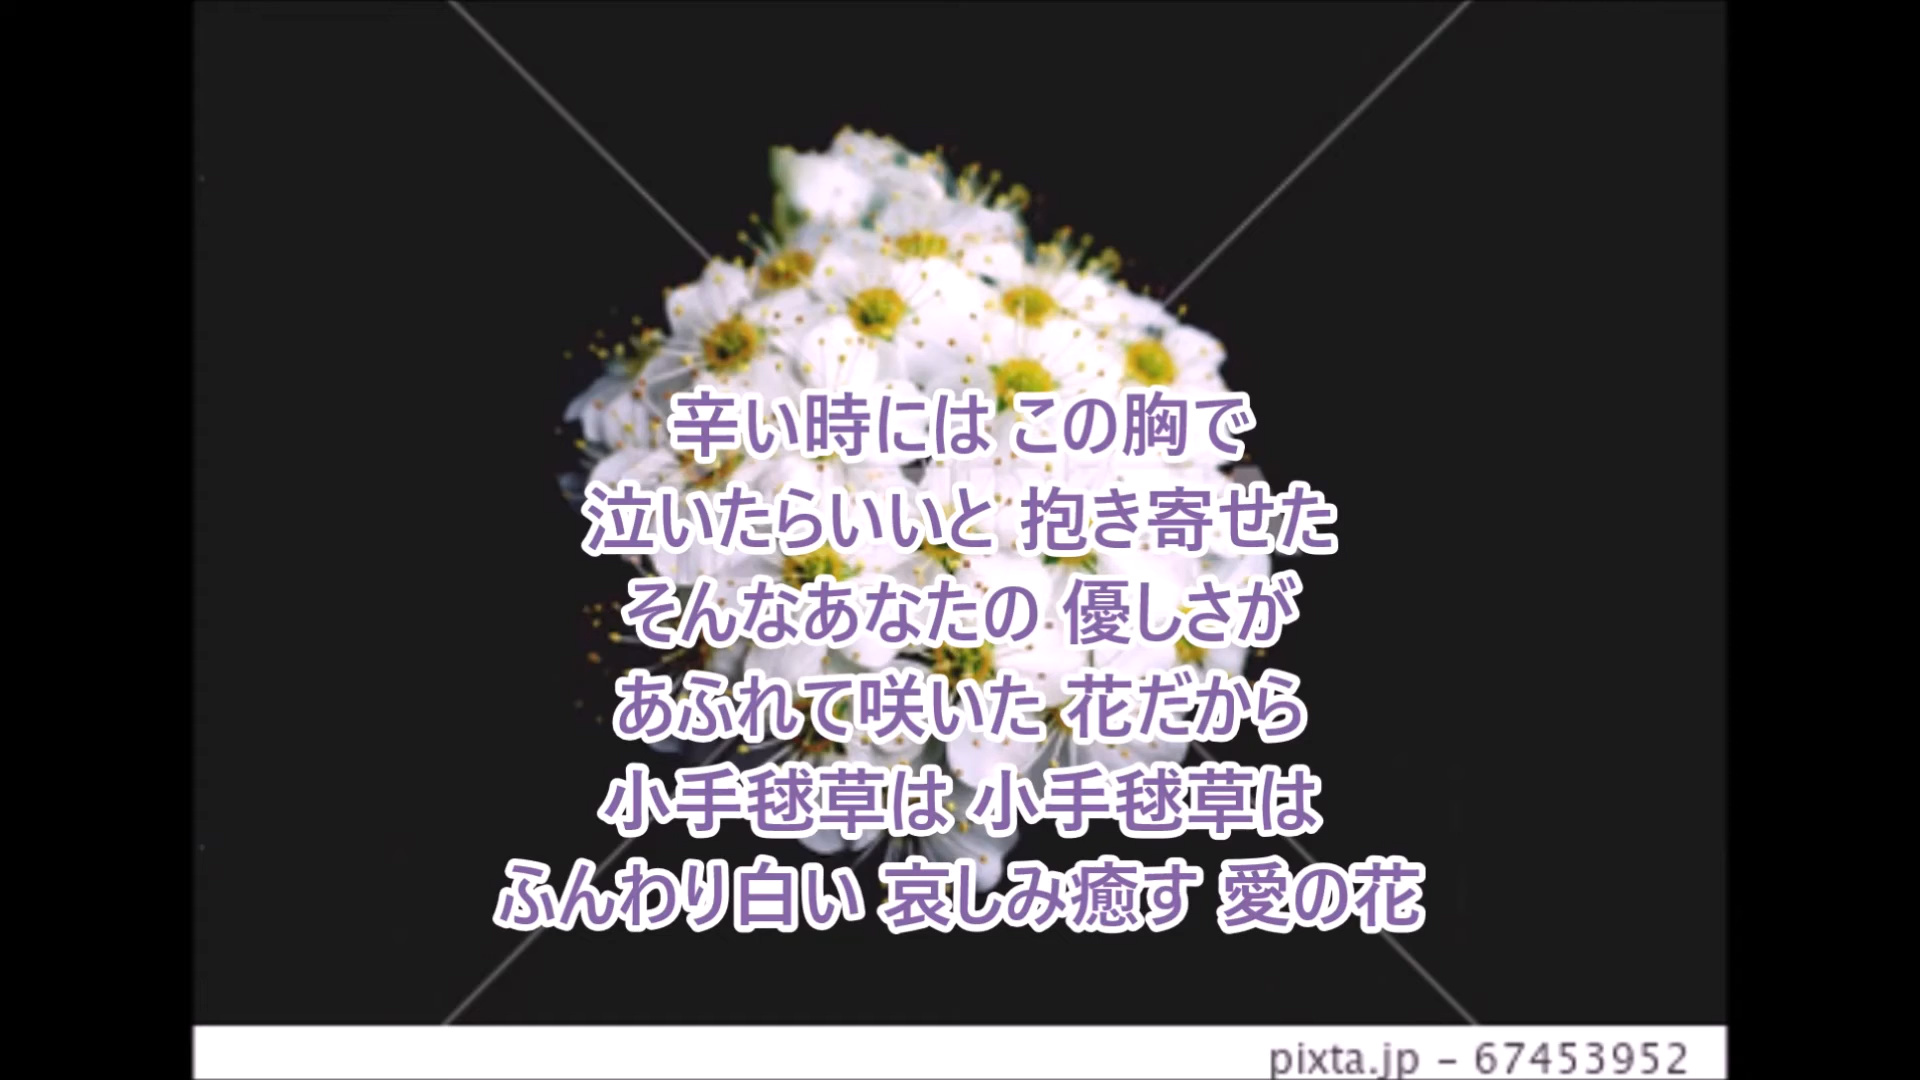 辛い時には この胸で
泣いたらいいと 抱き寄せた
そんなあなたの 優しさが
あふれて咲いた 花だから
小手毬草は 小手毬草は
ふんわり白い 哀しみ癒す 愛の花
pixta.jp - 67453952